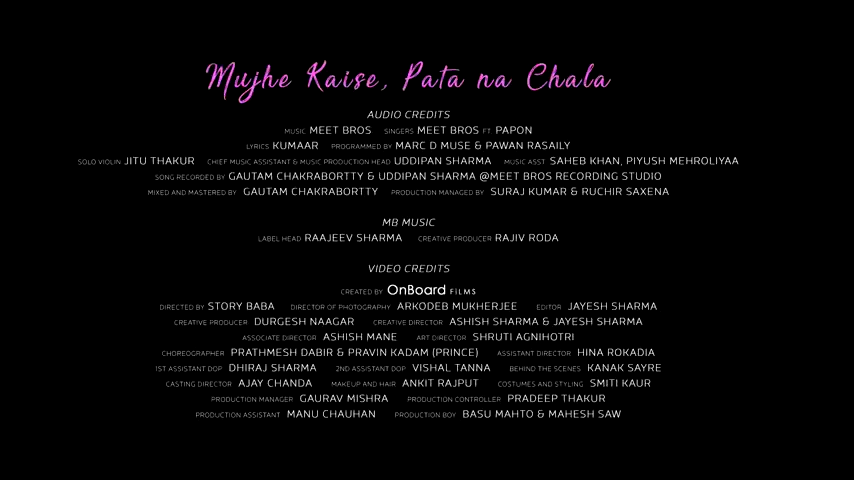 Mujhe Kaise, Pata na Chala
AUDIO CREDITS
MUSIC MEET BROS SINGERS MEET BROS FT. PAPON
LYRICS KUMAAR PROGRAMMED BY MARC D MUSE & PAWAN RASAILY
SOLO VIOLIN JITU THAKUR CHIEF MUSIC ASSISTANT & MUSIC PRODUCTION HEAD UDDIPAN SHARMA MUSIC ASST. SAHEB KHAN, PIYUSH MEHROLIYAA
SONG RECORDED BY GAUTAM CHAKRABORTTY & UDDIPAN SHARMA @MEET BROS RECORDING STUDIO
MIXED AND MASTERED BY GAUTAM CHAKRABORTTY PRODUCTION MANAGED BY SURAJ KUMAR & RUCHIR SAXENA
MB MUSIC
LABEL HEAD RAAJEEV SHARMA CREATIVE PRODUCER RAJIV RODA
VIDEO CREDITS
CREATED BY OnBoard FiLMS
DIRECTED BY STORY BABA DIRECTOR OF PHOTOGRAPHY ARKODEB MUKHERJEE EDITOR JAYESH SHARMA
CREATIVE PRODUCER DURGESH NAAGAR CREATIVE DIRECTOR ASHISH SHARMA & JAYESH SHARMA
ASSOCIATE DIRECTOR ASHISH MANE ART DIRECTOR SHRUTI AGNIHOTRI
CHOREOGRAPHER PRATHMESH DABIR & PRAVIN KADAM (PRINCE) ASSISTANT DIRECTOR HINA ROKADIA
1ST ASSISTANT DOP DHIRAJ SHARMA 2ND ASSISTANT DOP VISHAL TANNA BEHIND THE SCENES KANAK SAYRE
CASTING DIRECTOR AJAY CHANDA MAKEUP AND HAIR ANKIT RAJPUT COSTUMES AND STYLING SMITI KAUR
PRODUCTION MANAGER GAURAV MISHRA PRODUCTION CONTROLLER PRADEEP THAKUR
PRODUCTION ASSISTANT MANU CHAUHAN PRODUCTION BOY BASU MAHTO & MAHESH SAW